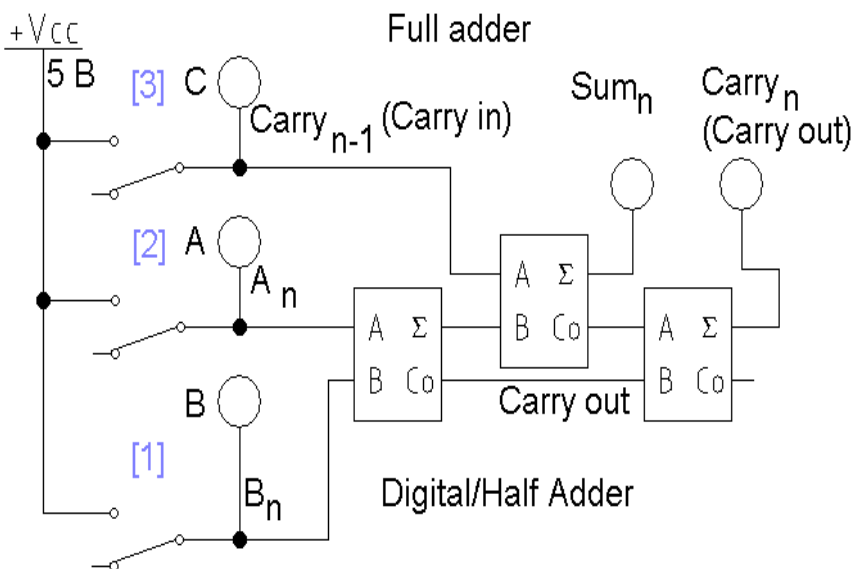 +Vcc
5 B
Full adder
[3]
C
Carry n-1 (Carry in)
Sum n
Carry n
(Carry out)
[2]
A
A n
A Σ
B Co
A Σ
B Co
A Σ
B Co
Carry out
B
[1]
B n
Digital/Half Adder